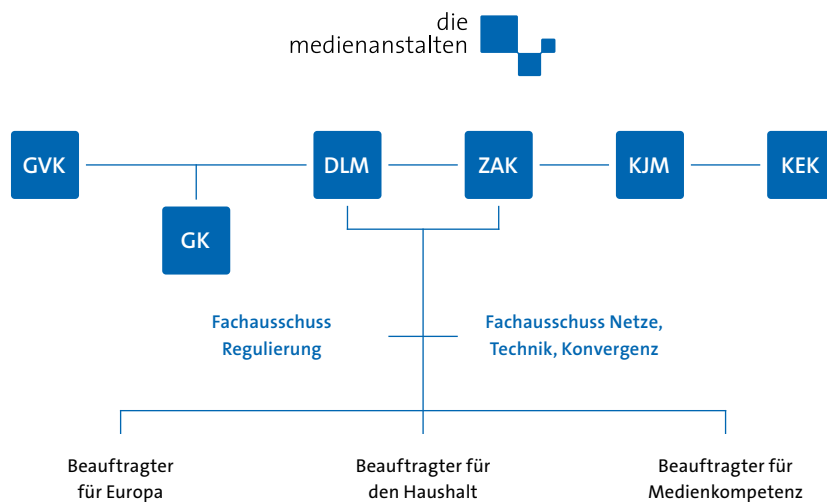 die
medienanstalten
GVK
DLM
ZAK
KJM
KEK
GK
Fachausschuss
Regulierung
Fachausschuss Netze,
Technik, Konvergenz
Beauftragter
für Europa
Beauftragter für
den Haushalt
Beauftragter für
Medienkompetenz